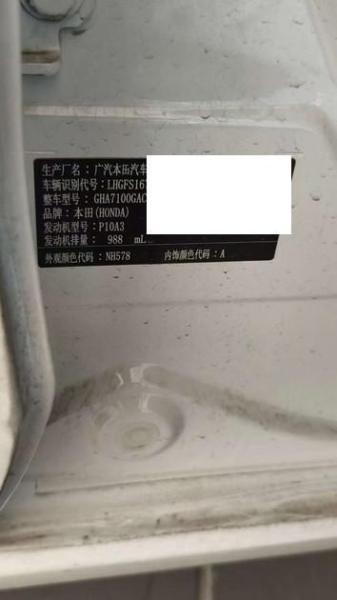 生产厂名：广汽本田汽车
车辆识别代号：LHGFS16
整车型号：GHA7100GAC
品牌：本田(HONDA)
发动机型号：P10A3
发动机排量： 988 mL
外观颜色代码：NH578 内饰颜色代码：A